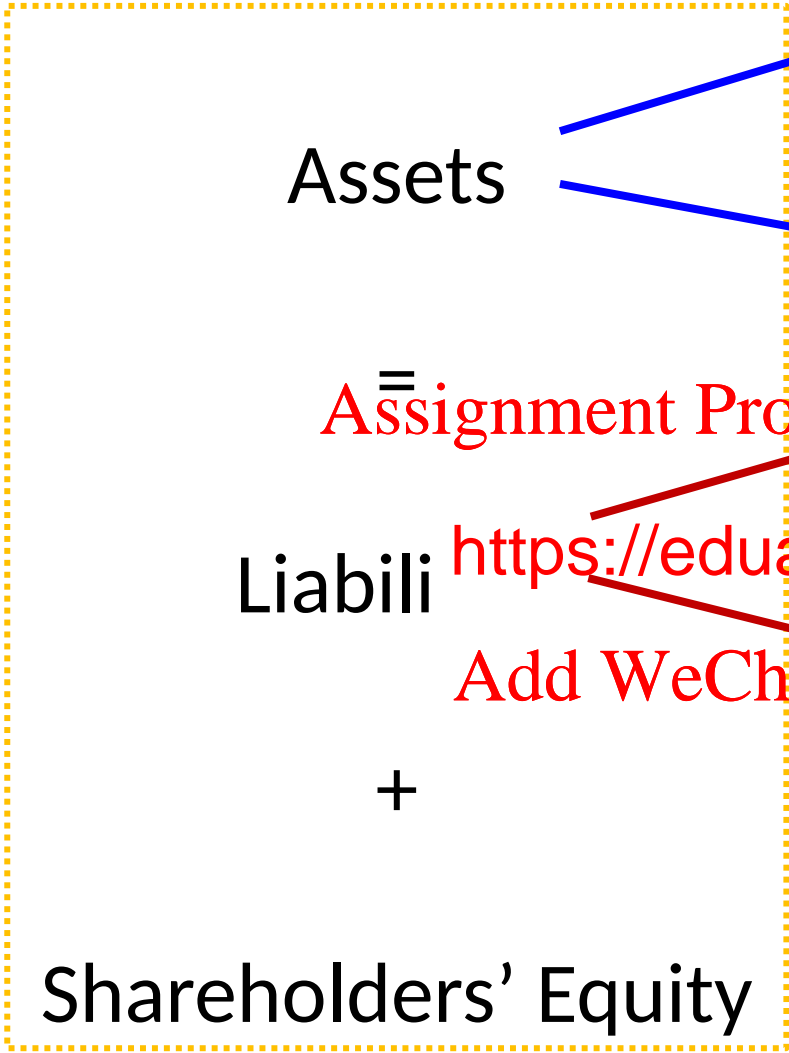 Assets
=
Assignment Pro
https://edua
Liabili
Add WeCh
+
Shareholders’ Equity